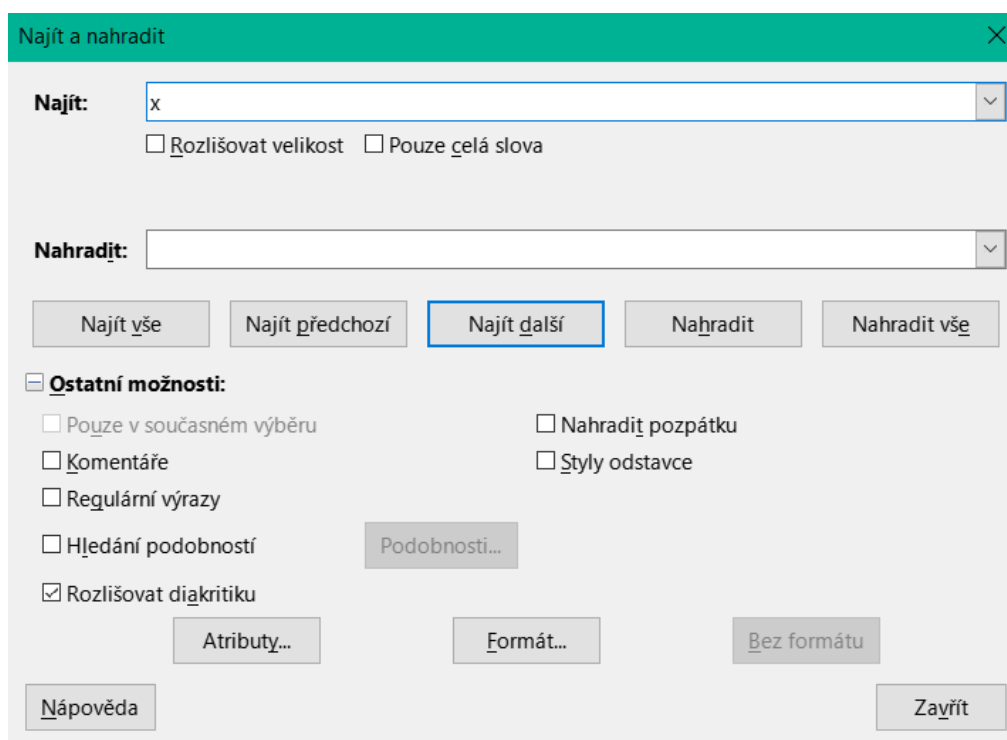 Najít a nahradit
Najít: x
Rozlišovat velikost Pouze celá slova
Nahradit:
Najít vše Najít předchozí Najít další Nahradit Nahradit vše
Ostatní možnosti:
Pouze v současném výběru Nahradit pozpátku
Komentáře Styly odstavce
Regulární výrazy
Hledání podobností Podobnosti...
Rozlišovat diakritiku
Atributy... Formát... Bez formátu
Nápověda Zavřít